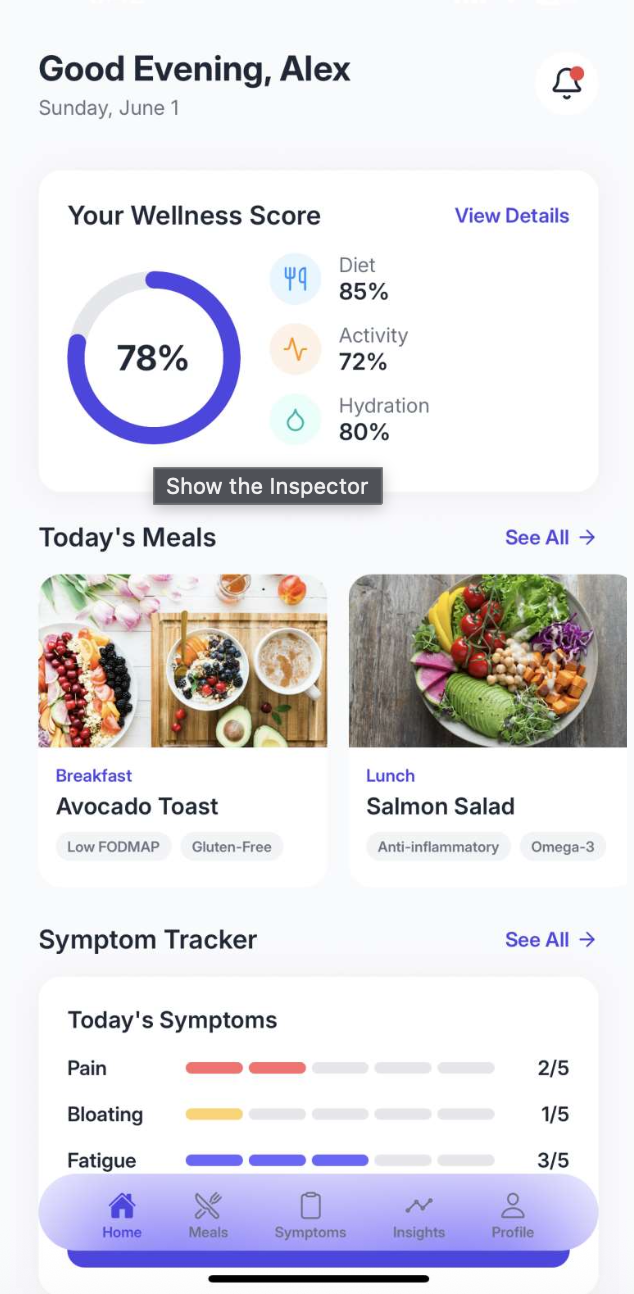 Good Evening, Alex
Sunday, June 1
Your Wellness Score
View Details
78%
Diet
85%
Activity
72%
Hydration
80%
Show the Inspector
Today's Meals
See All
Breakfast
Avocado Toast
Low FODMAP
Gluten-Free
Lunch
Salmon Salad
Anti-inflammatory
Omega-3
Symptom Tracker
See All
Today's Symptoms
Pain
2/5
Bloating
1/5
Fatigue
3/5
Home
Meals
Symptoms
Insights
Profile